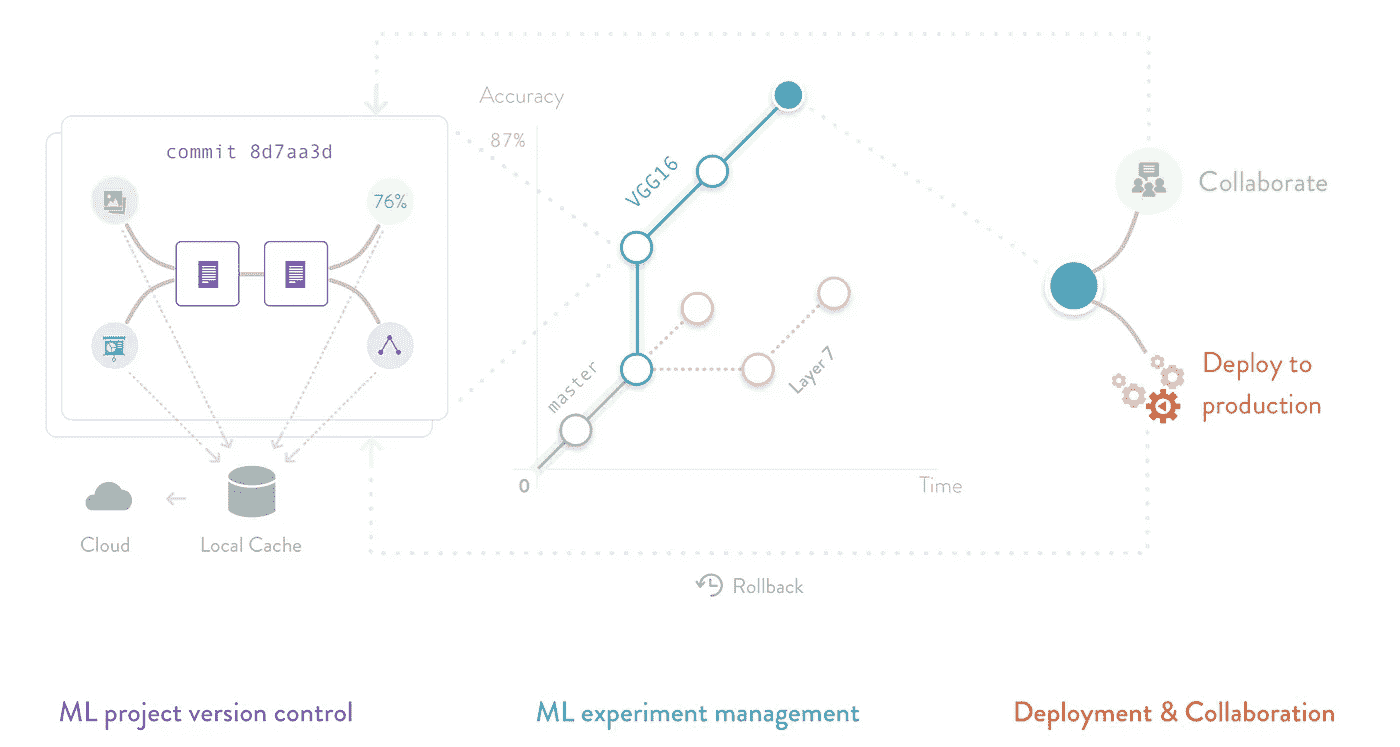 commit 8d7aa3d
76%
Cloud
Local Cache
Accuracy
87%
VGG16
master
Layer7
0
Time
Rollback
Collaborate
Deploy to
production
ML project version control
ML experiment management
Deployment & Collaboration